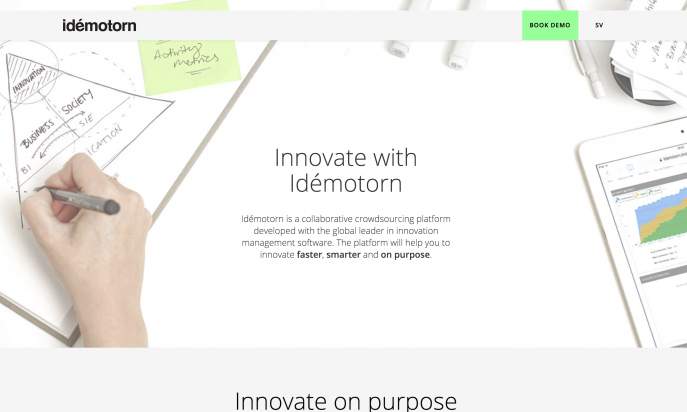 idémotorn
BOOK DEMO
SV
Activity
metrics
INNOVATION
SOCIETY
BUSINESS
Innovate with
Idémotorn
Idémotorn is a collaborative crowdsourcing platform
developed with the global leader in innovation
management software. The platform will help you to
innovate faster, smarter and on purpose.
Innovate on purpose